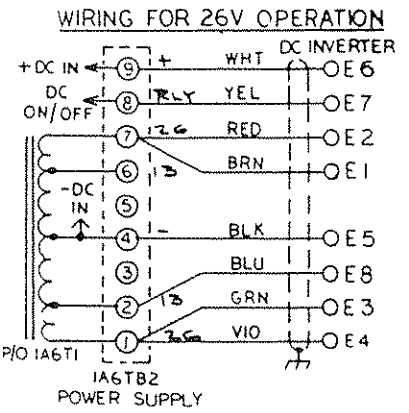 WIRING FOR 26V OPERATION
DC INVERTER
+DC IN 9 + WHT E6
DC ON/OFF 8 RLY YEL E7
7 26 RED E2
6 13 BRN E1
-DC IN
5
4 - BLK E5
3 BLU E8
2 13 GRN E3
1 26 VIO E4
P/O 1A6T1
1A6TB2
POWER SUPPLY